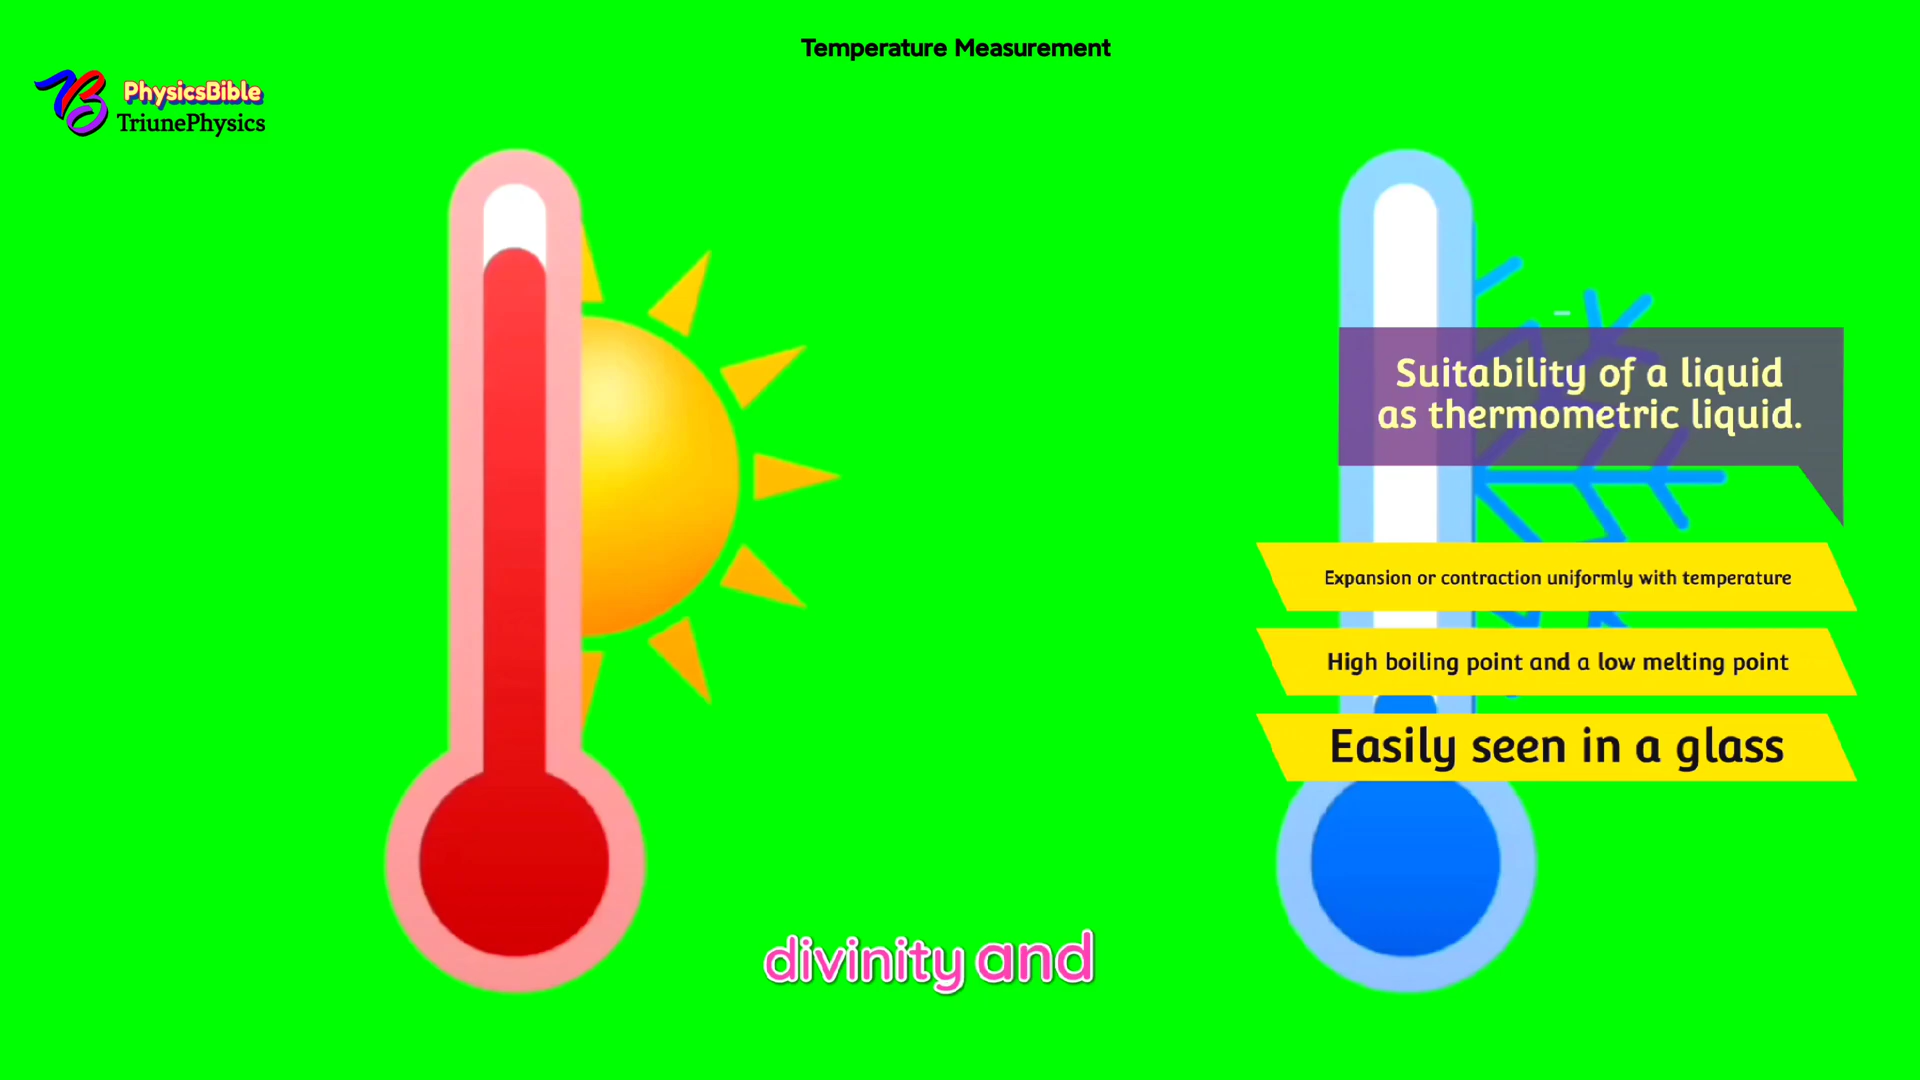 Temperature Measurement
PhysicsBible
TriunePhysics
Suitability of a liquid
as thermometric liquid.
Expansion or contraction uniformly with temperature
High boiling point and a low melting point
Easily seen in a glass
divinity and